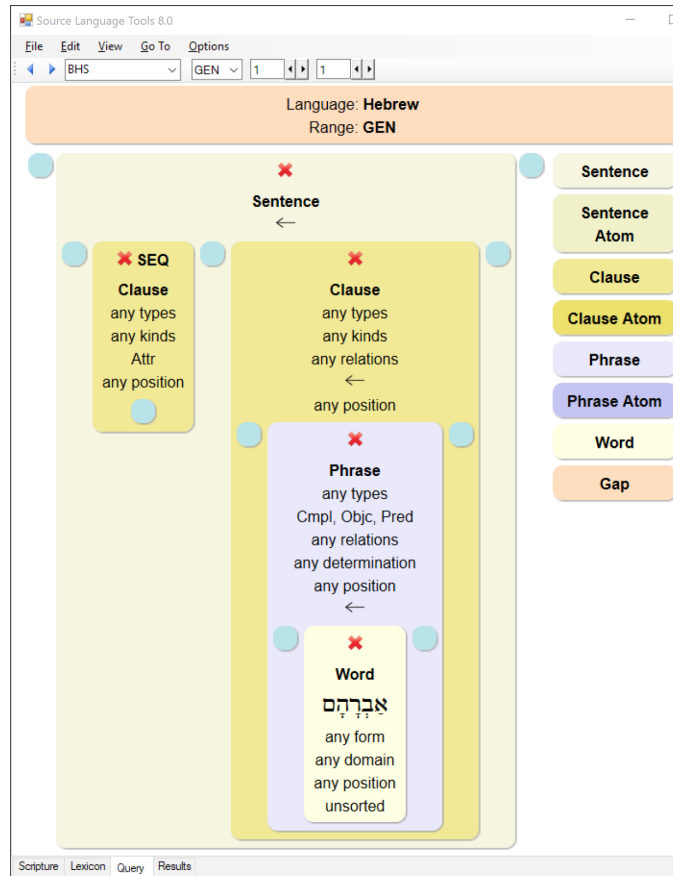 Source Language Tools 8.0
File Edit View Go To Options
BHS GEN 1 1
Language: Hebrew
Range: GEN
Sentence
SEQ
Clause
any types
any kinds
Attr
any position
Clause
any types
any kinds
any relations
any position
Phrase
any types
Cmpl, Objc, Pred
any relations
any determination
any position
Word
אַבְרָהָם
any form
any domain
any position
unsorted
Sentence
Sentence
Atom
Clause
Clause Atom
Phrase
Phrase Atom
Word
Gap
Scripture Lexicon Query Results